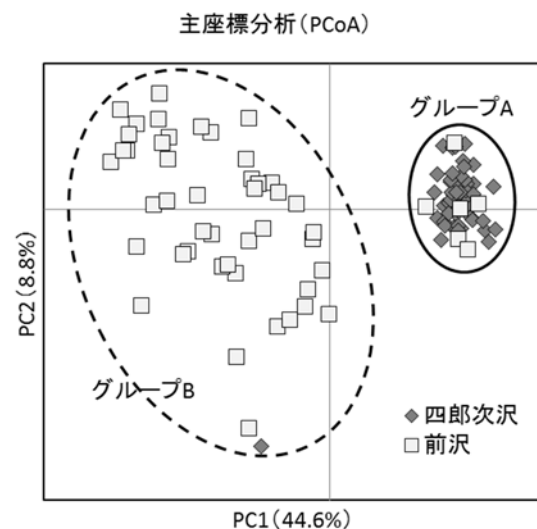 主座標分析(PCoA)
グループA
PC2(8.8%)
グループB
四郎次沢
前沢
PC1(44.6%)